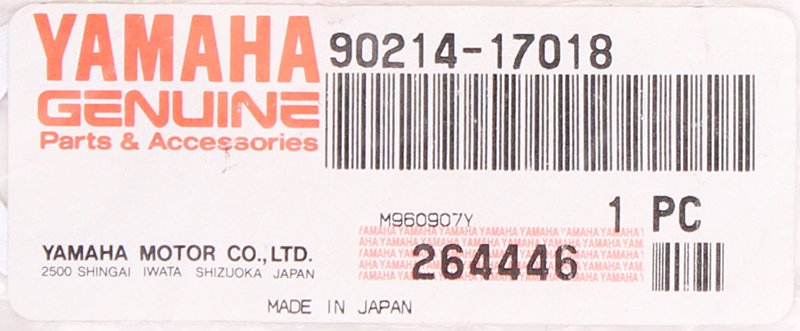 YAMAHA
GENUINE
Parts & Accessories
90214-17018
M960907Y
1 PC
YAMAHA MOTOR CO.,LTD.
2500 SHINGAI IWATA SHIZUOKA JAPAN
264446
MADE IN JAPAN